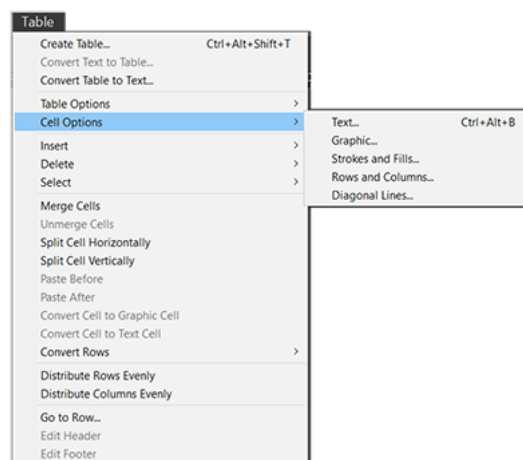 Table
Create Table... Ctrl+Alt+Shift+T
Convert Text to Table...
Convert Table to Text...
Table Options >
Cell Options >
Text... Ctrl+Alt+B
Graphic...
Strokes and Fills...
Rows and Columns...
Diagonal Lines...
Insert >
Delete >
Select >
Merge Cells
Unmerge Cells
Split Cell Horizontally
Split Cell Vertically
Paste Before
Paste After
Convert Cell to Graphic Cell
Convert Cell to Text Cell
Convert Rows >
Distribute Rows Evenly
Distribute Columns Evenly
Go to Row...
Edit Header
Edit Footer